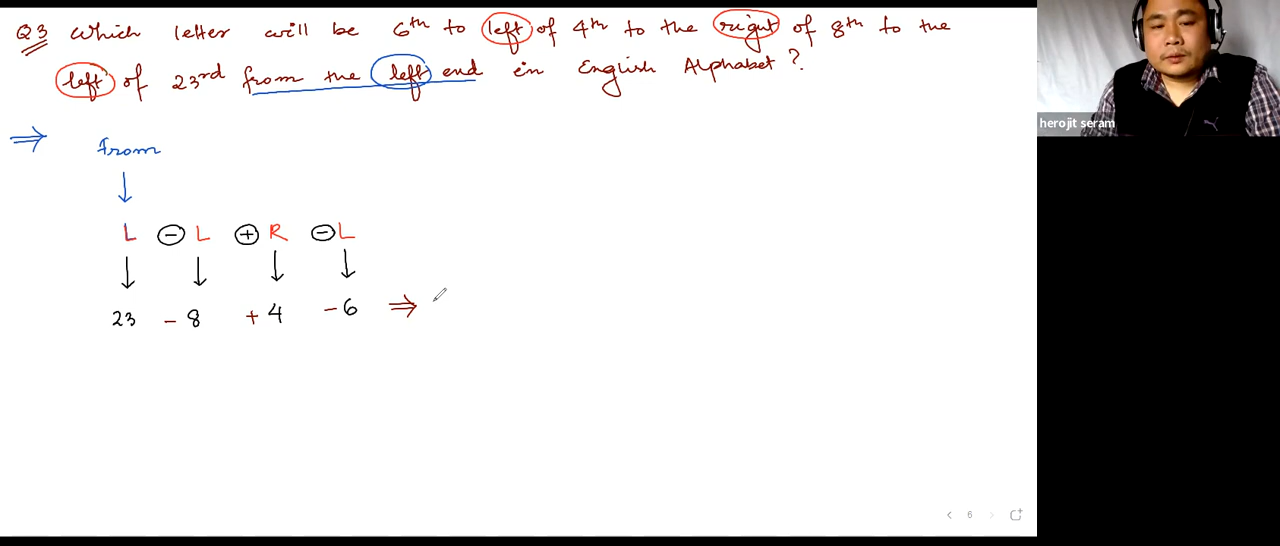 Q3 Which letter will be 6th to left of 4th to the right of 8th to the
left of 23rd from the left end in English Alphabet?
⇒ From
↓
L ⊖ L ⊕ R ⊖ L
↓ ↓ ↓ ↓
23 - 8 + 4 - 6 ⇒
herojit seram
< 6 >